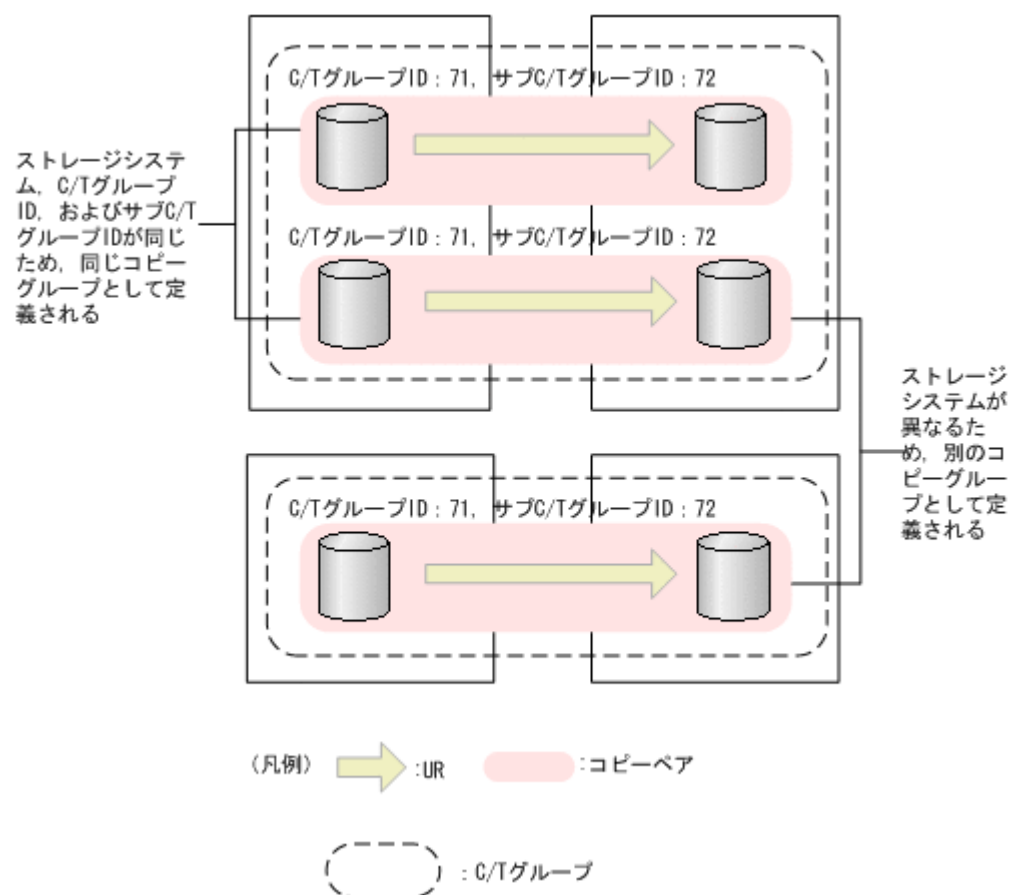 C/TグループID：71，サブC/TグループID：72
ストレージシステ
ム，C/Tグループ
ID，およびサブC/T
グループIDが同じ
ため，同じコピー
グループとして定
義される
C/TグループID：71，サブC/TグループID：72
ストレージ
システムが
異なるた
め，別のコ
ピーグルー
プとして定
義される
C/TグループID：71，サブC/TグループID：72
（凡例）
：UR
：コピーペア
：C/Tグループ